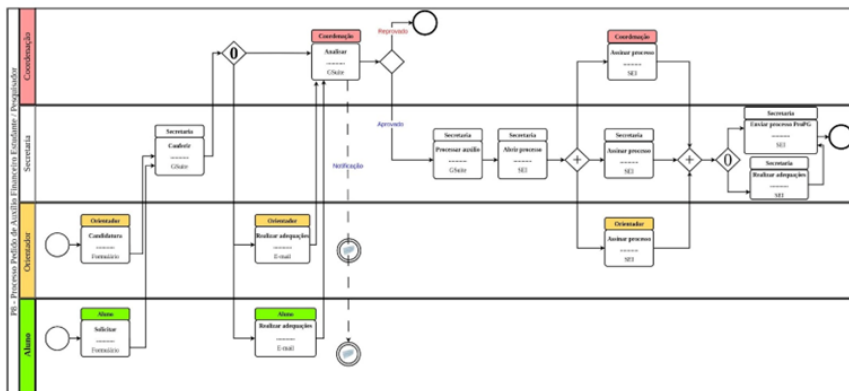 P8 - Processo Pedido de Auxílio Financeiro Estudante / Pesquisador
Coordenação
Coordenação
Analisar
------
GSuite
Reprovado
Coordenação
Assinar processo
------
SEI
Secretaria
Secretaria
Conferir
------
GSuite
Aprovado
Notificação
Secretaria
Processar auxílio
------
GSuite
Secretaria
Abrir processo
------
SEI
Secretaria
Assinar processo
------
SEI
Secretaria
Enviar processo ProPG
------
SEI
Secretaria
Realizar adequações
------
SEI
Orientador
Orientador
Candidatura
------
Formulário
Orientador
Realizar adequações
------
E-mail
Orientador
Assinar processo
------
SEI
Aluno
Aluno
Solicitar
------
Formulário
Aluno
Realizar adequações
------
E-mail